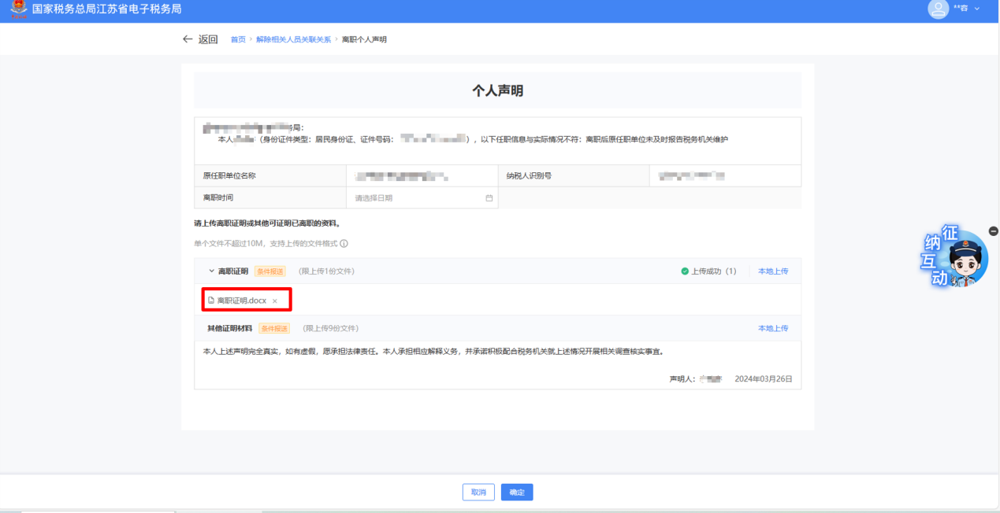 国家税务总局江苏省电子税务局
**容
返回 首页 › 解除相关人员关联关系 › 离职个人声明
个人声明
局：
本人（身份证件类型：居民身份证、证件号码：），以下任职信息与实际情况不符：离职后原任职单位未及时报告税务机关维护
原任职单位名称 纳税人识别号
离职时间 请选择日期
请上传离职证明或其他可证明已离职的资料。
单个文件不超过10M，支持上传的文件格式
离职证明 条件报送 （限上传1份文件） 上传成功（1） 本地上传
离职证明.docx ×
其他证明材料 条件报送 （限上传9份文件） 本地上传
本人上述声明完全真实，如有虚假，愿承担法律责任。本人承担相应解释义务，并承诺积极配合税务机关就上述情况开展相关调查核实事宜。
声明人： 2024年03月26日
征纳互动
取消 确定